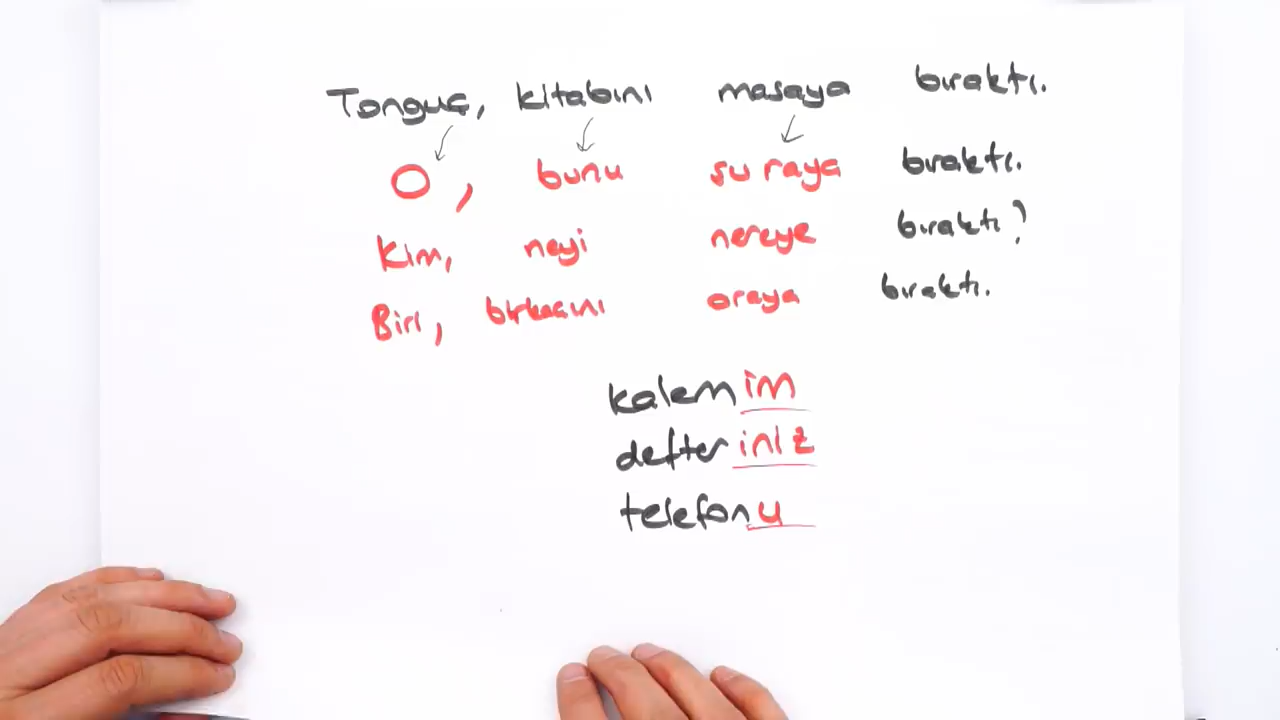 Tonguç, kitabını masaya bıraktı.
O, bunu şuraya bıraktı.
Kim, neyi nereye bıraktı?
Biri, birkaçını oraya bıraktı.
kalemim
defteriniz
telefonu